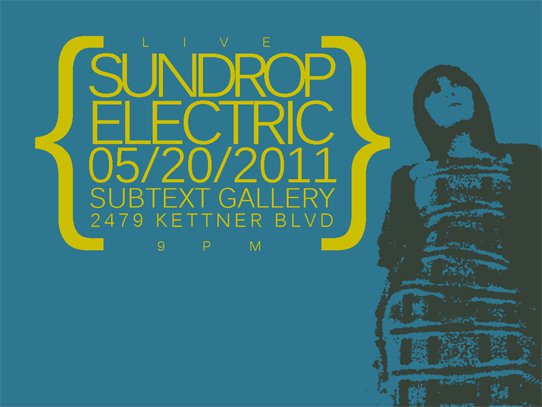 LIVE
SUNDROP
ELECTRIC
05/20/2011
SUBTEXT GALLERY
2479 KETTNER BLVD
9PM